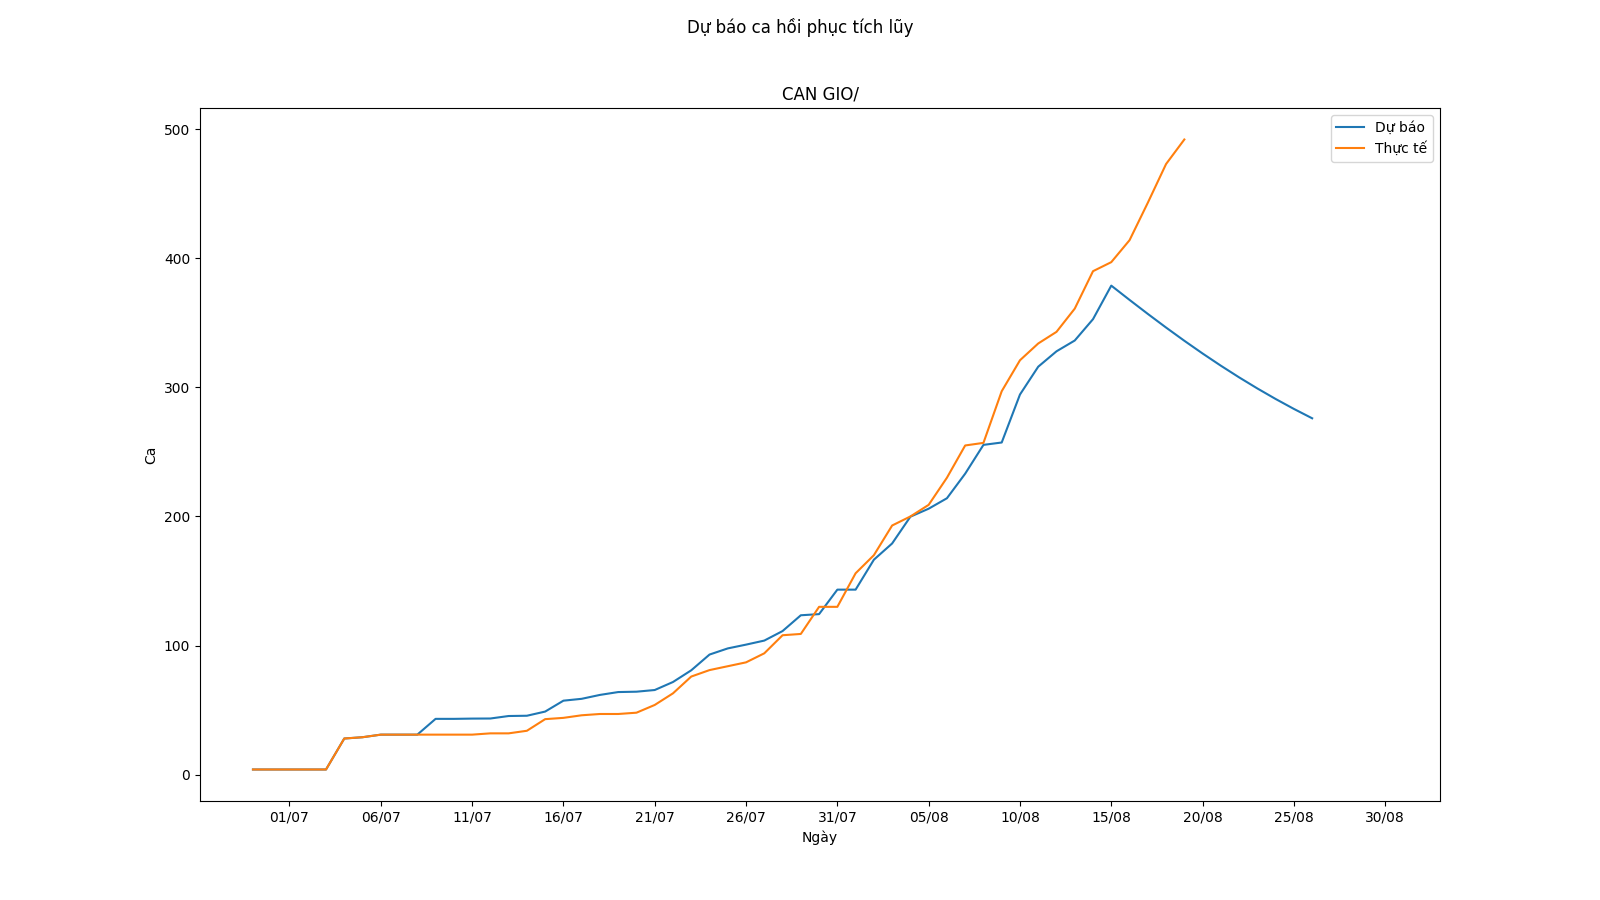 Dự báo ca hồi phục tích lũy
CAN GIO/
Dự báo
Thực tế
500
400
300
200
100
0
Ca
01/07 06/07 11/07 16/07 21/07 26/07 31/07 05/08 10/08 15/08 20/08 25/08 30/08
Ngày